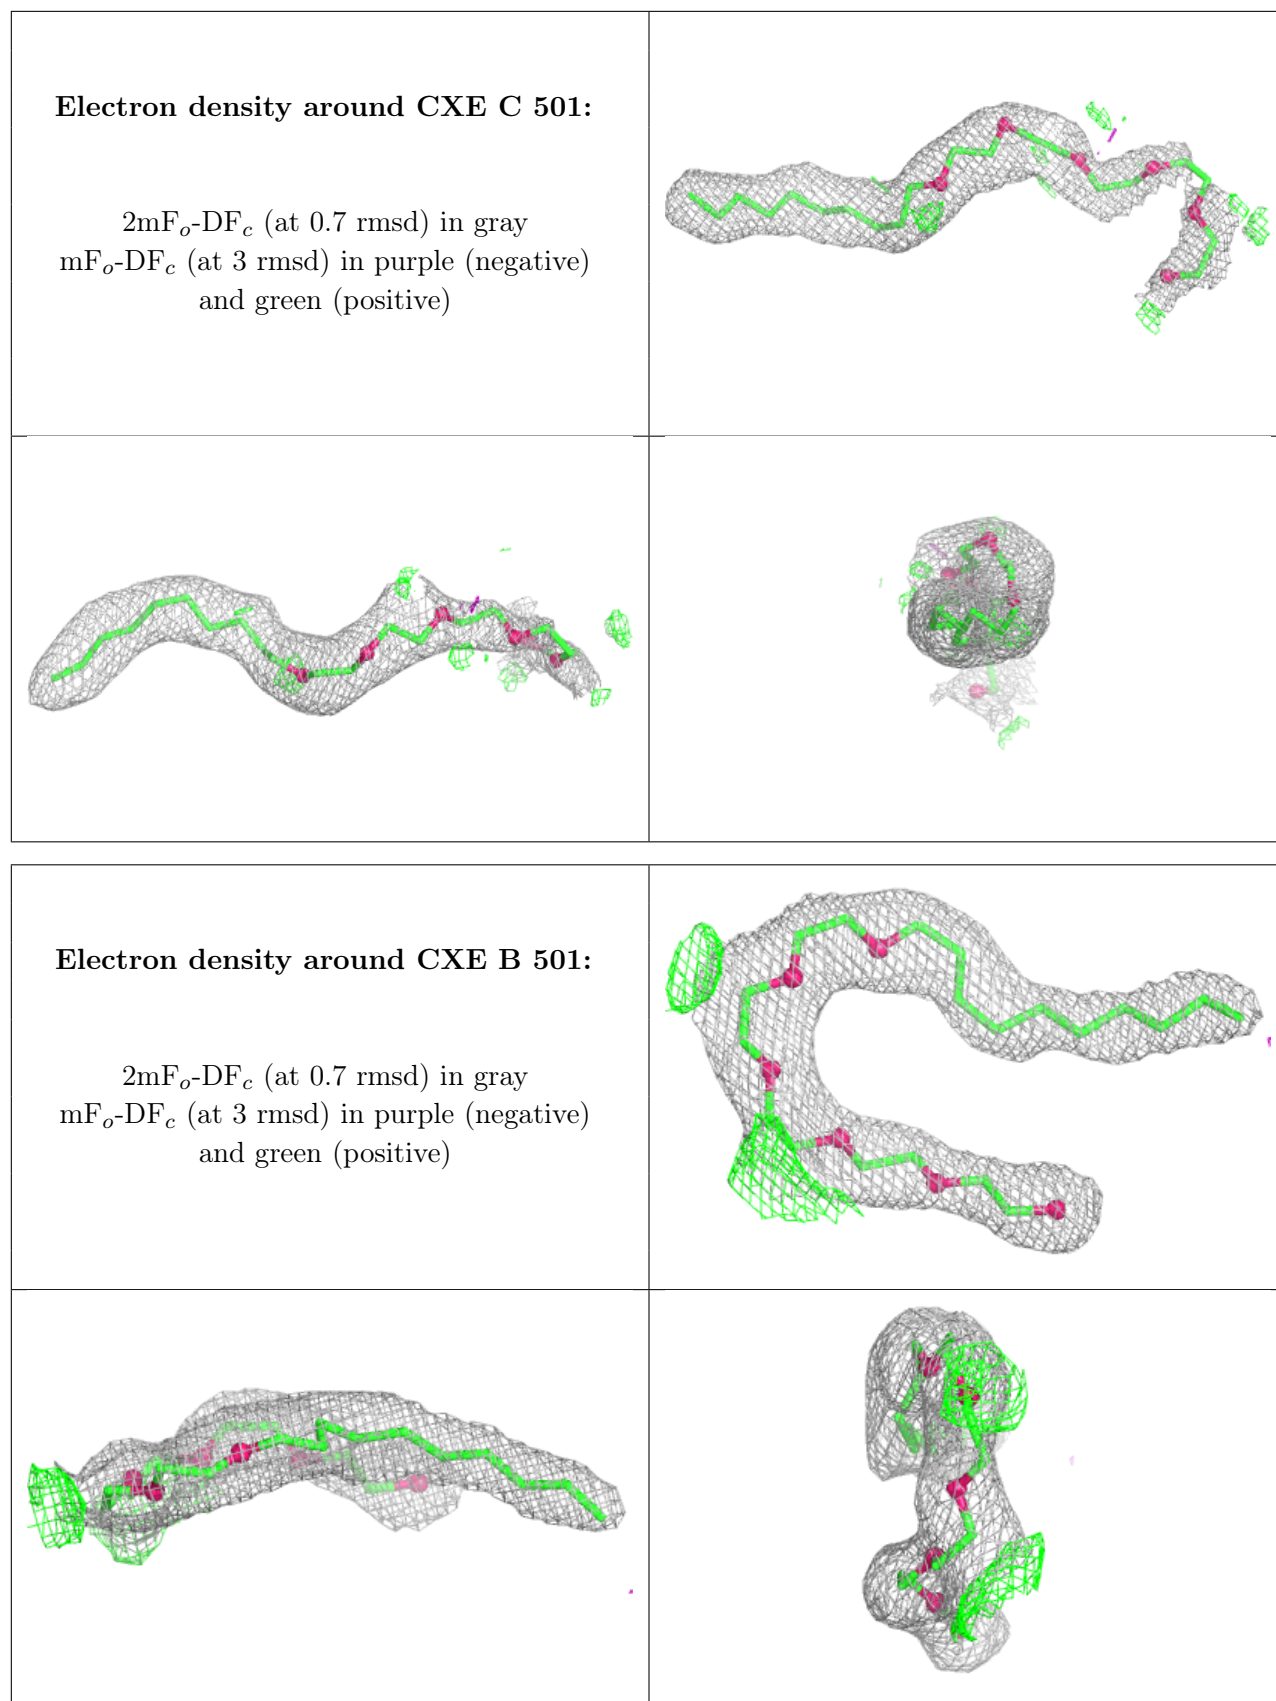 Electron density around CXE C 501:
2mFₒ-DF𝒸 (at 0.7 rmsd) in gray
mFₒ-DF𝒸 (at 3 rmsd) in purple (negative)
and green (positive)
Electron density around CXE B 501:
2mFₒ-DF𝒸 (at 0.7 rmsd) in gray
mFₒ-DF𝒸 (at 3 rmsd) in purple (negative)
and green (positive)